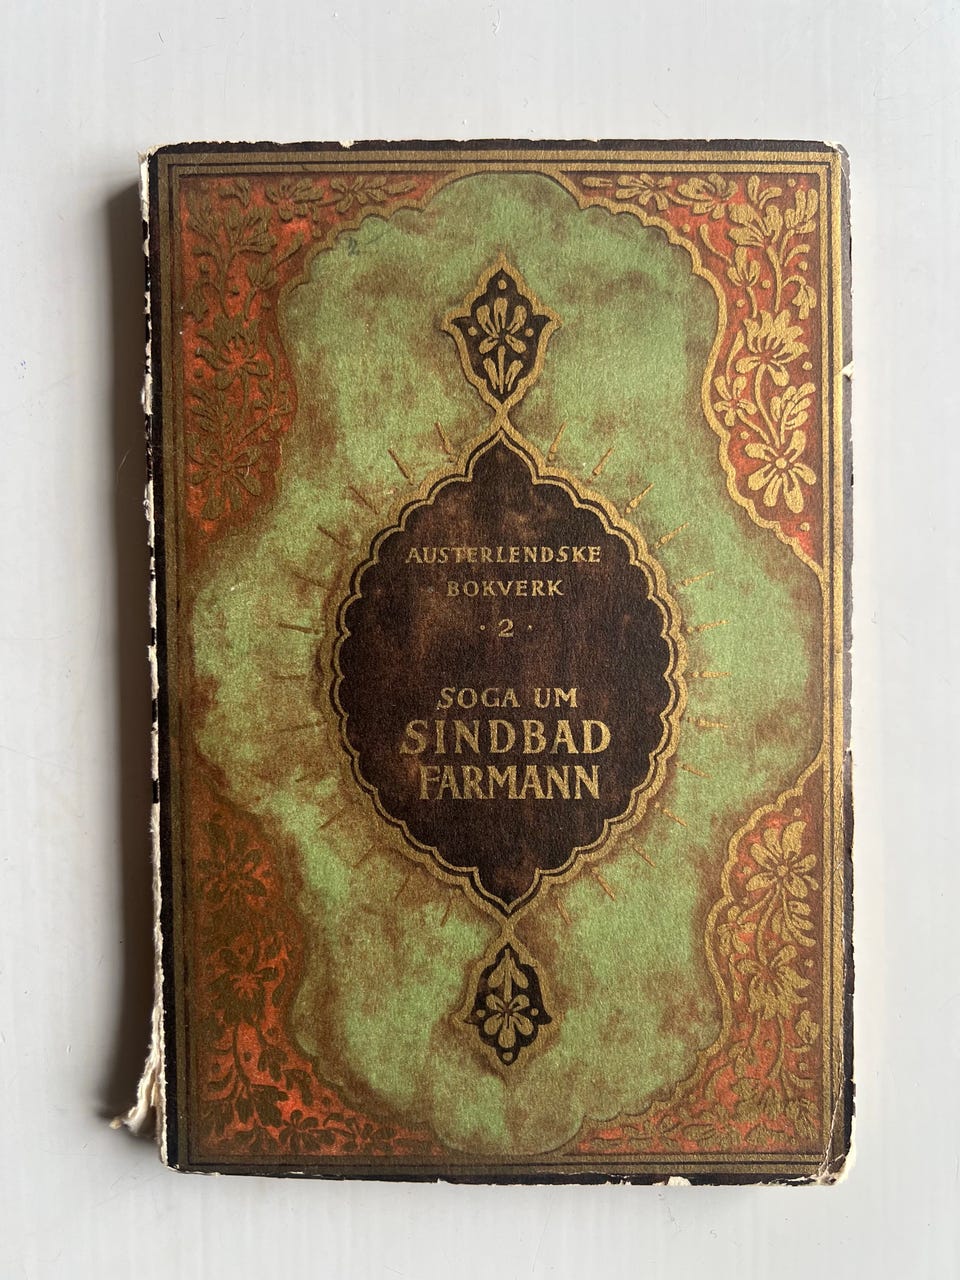 AUSTERLENDSKE
BOKVERK
· 2 ·
SOGA UM
SINDBAD
FARMANN